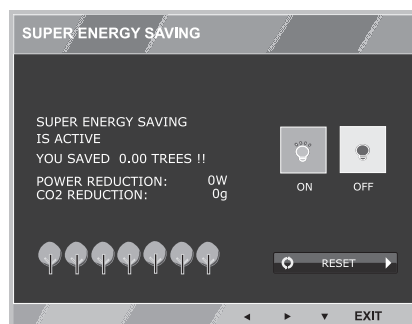 SUPER ENERGY SAVING
SUPER ENERGY SAVING
IS ACTIVE
YOU SAVED 0.00 TREES !!
POWER REDUCTION: 0W
CO2 REDUCTION: 0g
ON OFF
RESET
EXIT